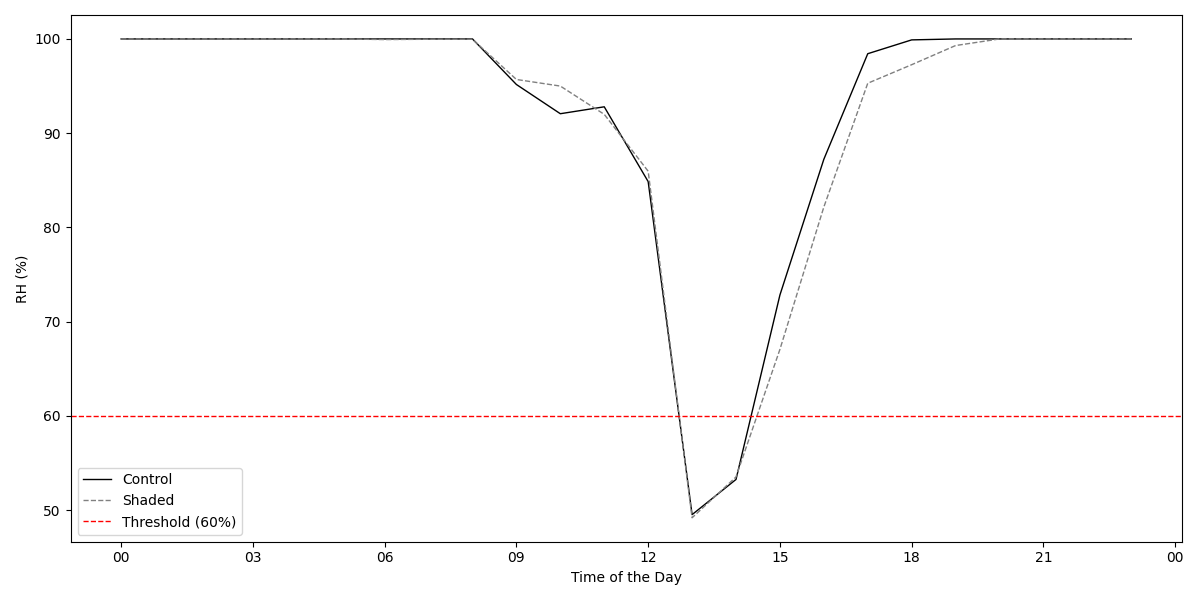 100
90
80
70
60
50
RH (%)
Control
Shaded
Threshold (60%)
00 03 06 09 12 15 18 21 00
Time of the Day